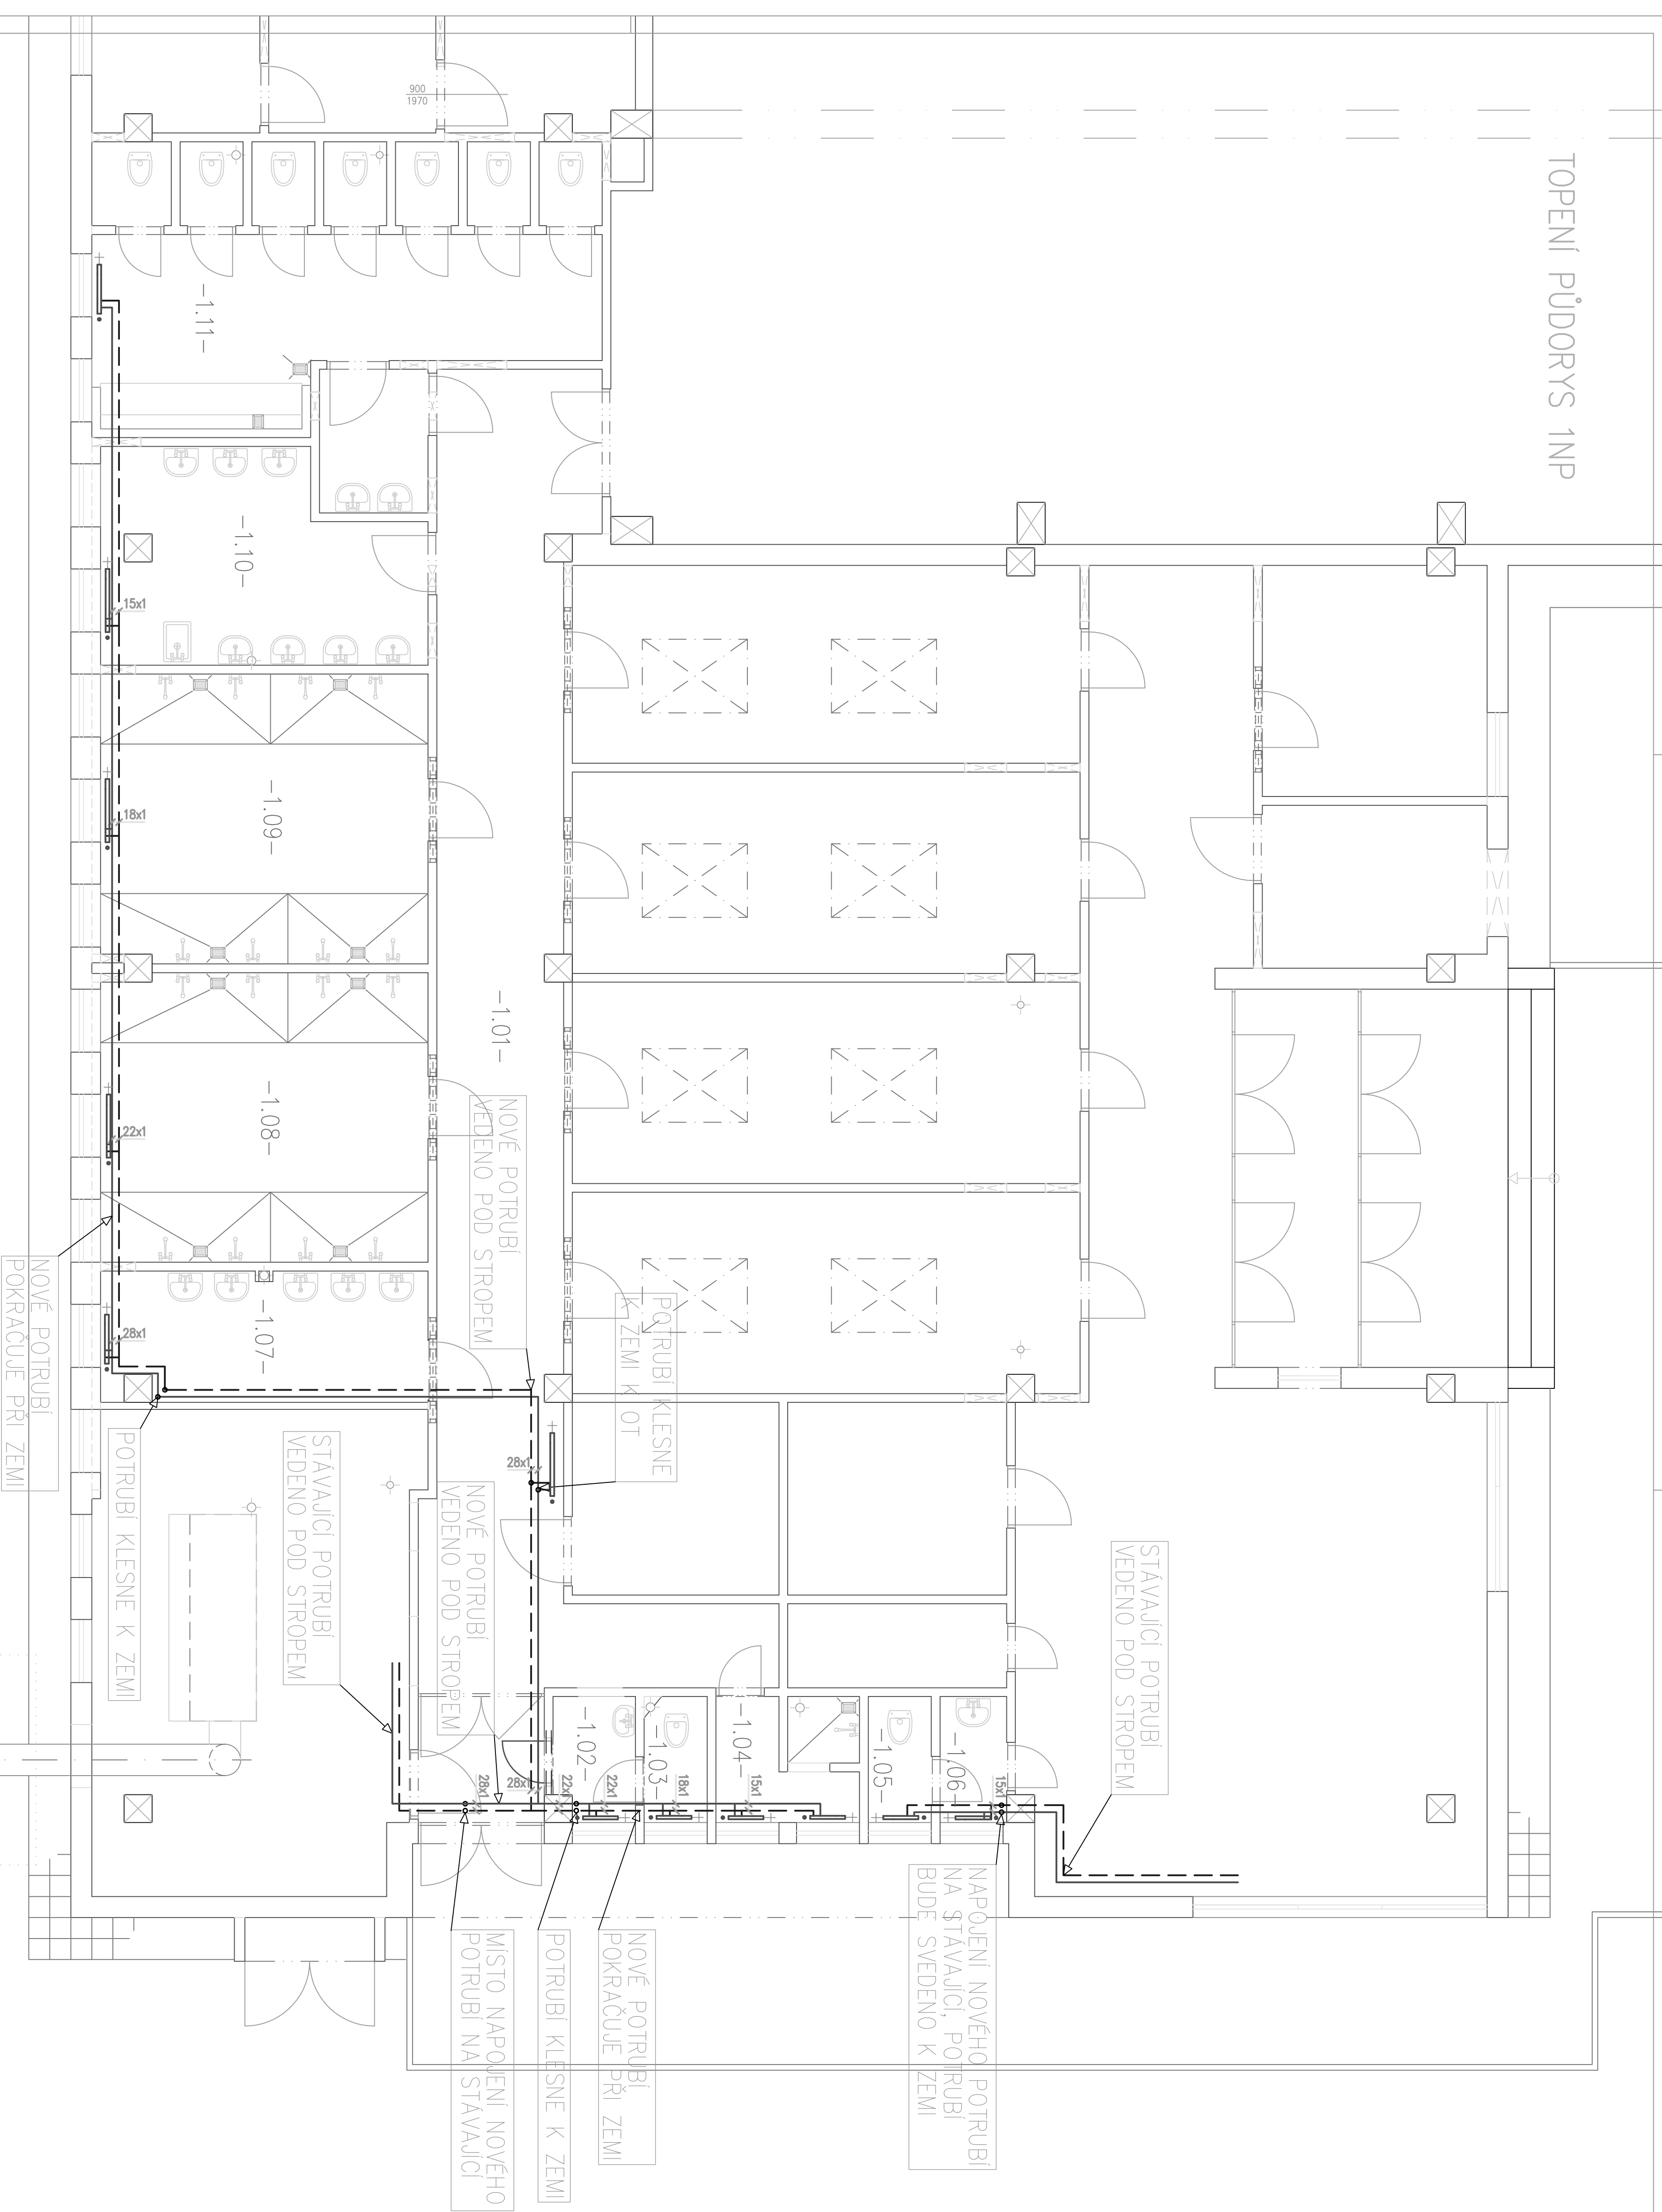 TOPENÍ PŮDORYS 1NP
900
1970
-1.11-
-1.10-
15x1
-1.09-
18x1
-1.01-
-1.08-
22x1
-1.07-
28x1
NOVÉ POTRUBÍ
VEDENO POD STROPEM
POTRUBÍ KLESNE
K ZEMI K OT
NOVÉ POTRUBÍ
POKRAČUJE PŘI ZEMI
POTRUBÍ KLESNE K ZEMI
STÁVAJÍCÍ POTRUBÍ
VEDENO POD STROPEM
28x1
NOVÉ POTRUBÍ
VEDENO POD STROPEM
STÁVAJÍCÍ POTRUBÍ
VEDENO POD STROPEM
-1.02-
-1.03-
-1.04-
-1.05-
-1.06-
28x1
28x1
22x1
22x1
18x1
15x1
15x1
NAPOJENÍ NOVÉHO POTRUBÍ
NA STÁVAJÍCÍ, POTRUBÍ
BUDE SVEDENO K ZEMI
NOVÉ POTRUBÍ
POKRAČUJE PŘI ZEMI
POTRUBÍ KLESNE K ZEMI
MÍSTO NAPOJENÍ NOVÉHO
POTRUBÍ NA STÁVAJÍCÍ